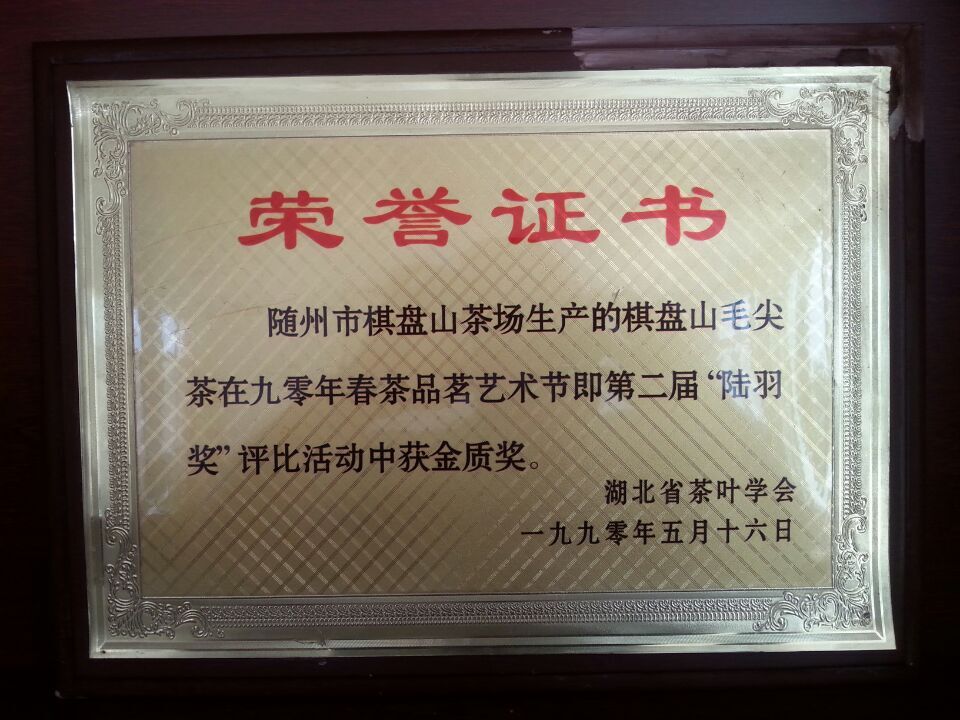 荣誉证书
随州市棋盘山茶场生产的棋盘山毛尖
茶在九零年春茶品茗艺术节即第二届“陆羽
奖”评比活动中获金质奖。
湖北省茶叶学会
一九九零年五月十六日